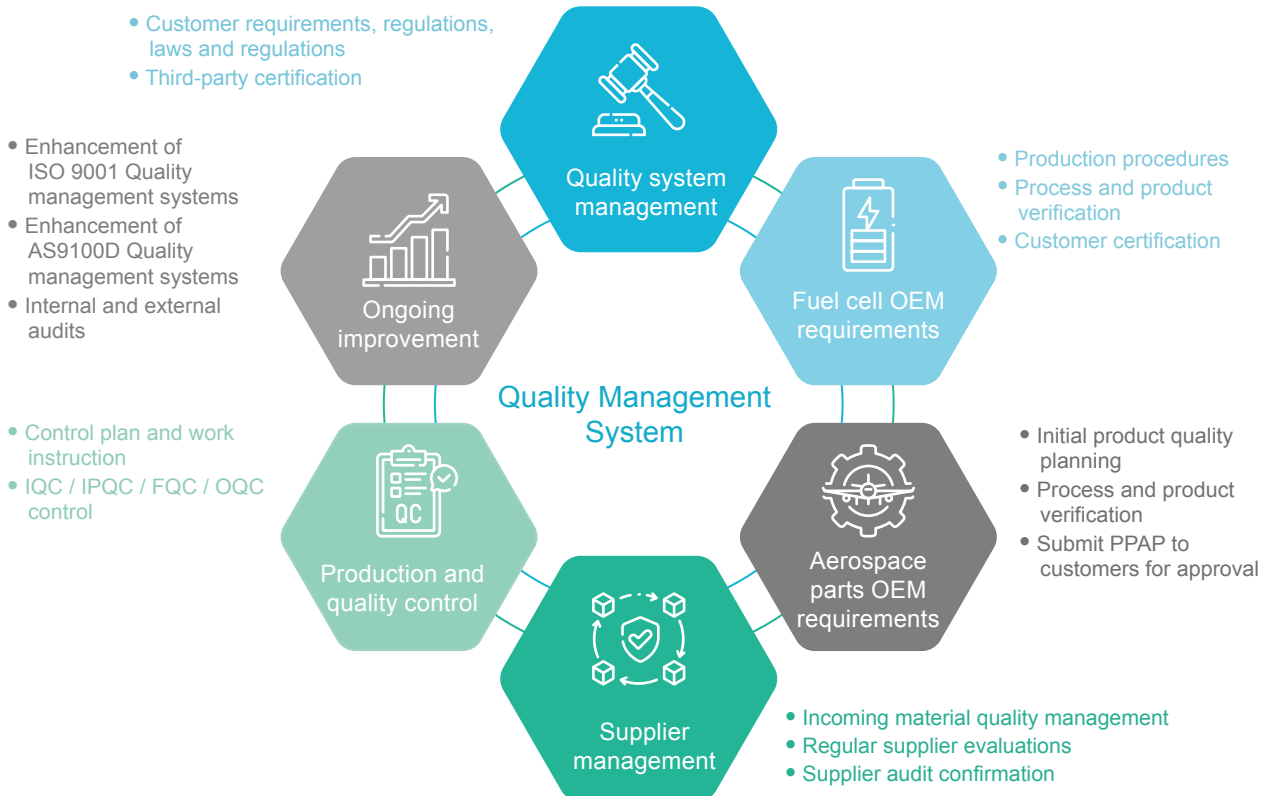 • Customer requirements, regulations,
laws and regulations
• Third-party certification
Quality system
management
• Production procedures
• Process and product
verification
• Customer certification
Fuel cell OEM
requirements
• Enhancement of
ISO 9001 Quality
management systems
• Enhancement of
AS9100D Quality
management systems
• Internal and external
audits
Ongoing
improvement
Quality Management
System
• Control plan and work
instruction
• IQC / IPQC / FQC / OQC
control
QC
Production and
quality control
• Initial product quality
planning
• Process and product
verification
• Submit PPAP to
customers for approval
Aerospace
parts OEM
requirements
Supplier
management
• Incoming material quality management
• Regular supplier evaluations
• Supplier audit confirmation